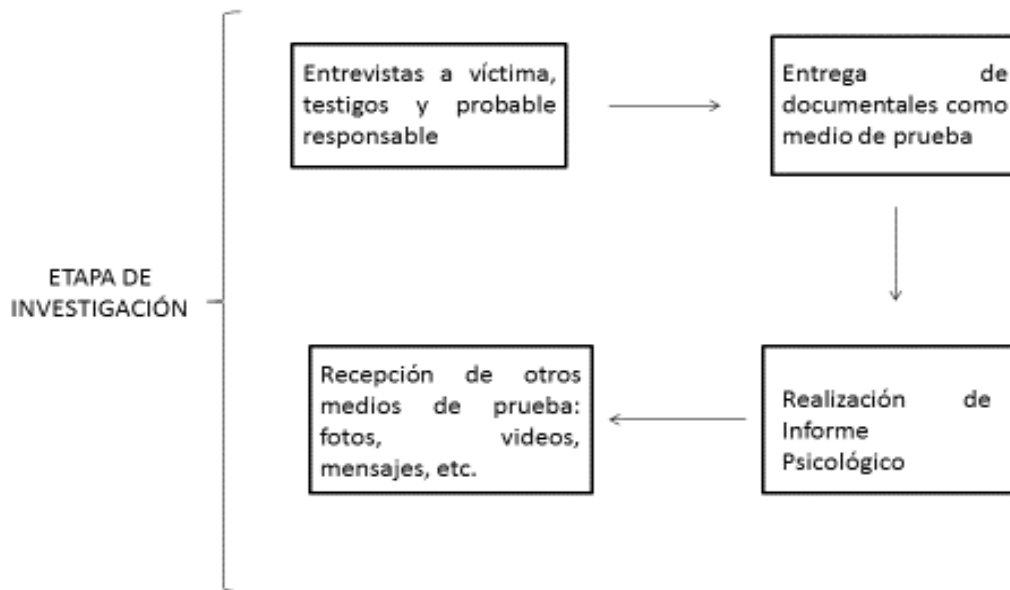 Entrevistas a víctima,
testigos y probable
responsable
Entrega de
documentales como
medio de prueba
ETAPA DE
INVESTIGACIÓN
Recepción de otros
medios de prueba:
fotos, videos,
mensajes, etc.
Realización de
Informe
Psicológico